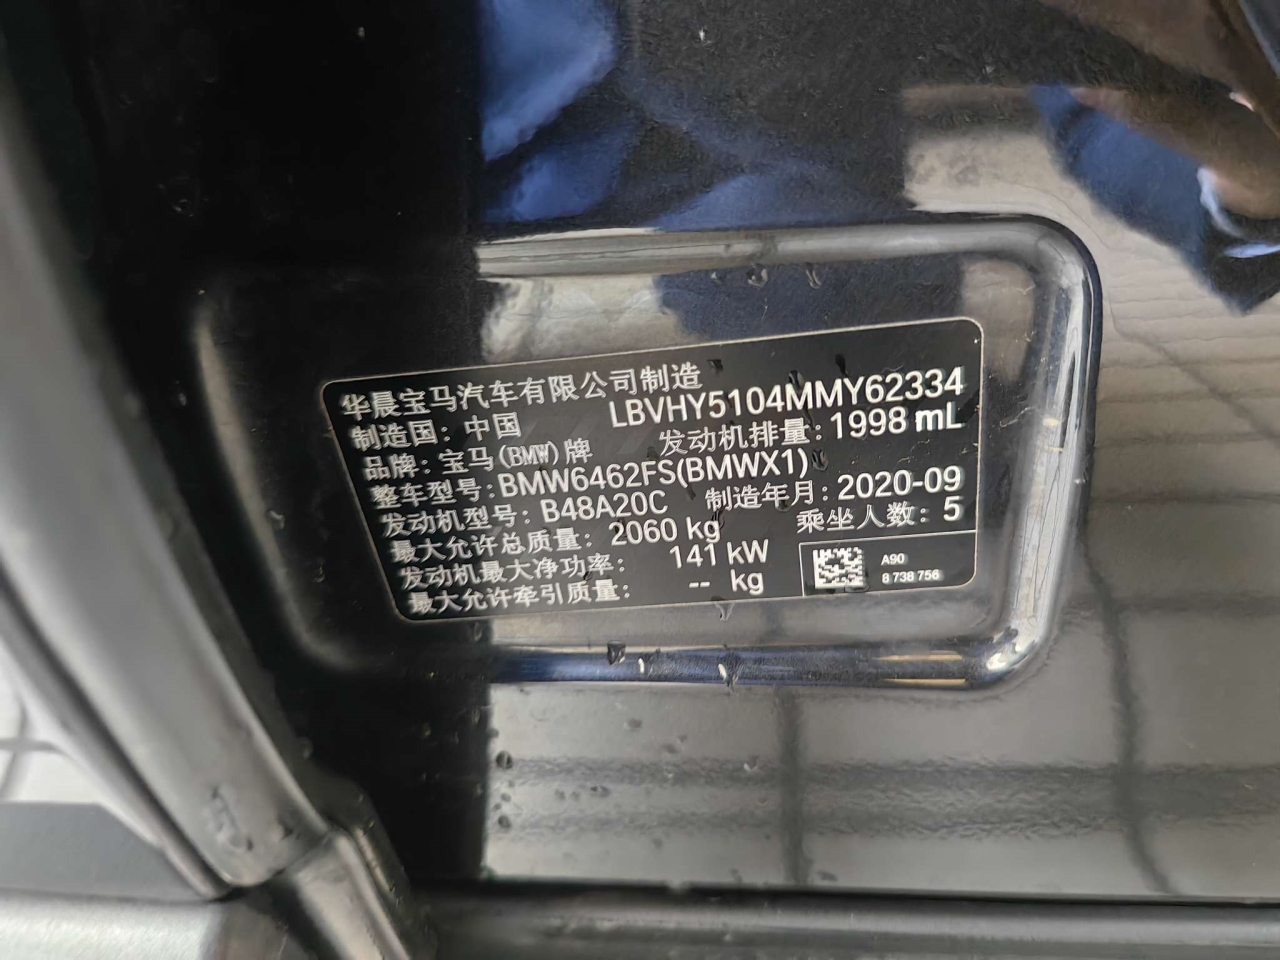 华晨宝马汽车有限公司制造
LBVHY5104MMY62334
制造国：中国
发动机排量：1998 mL
品牌：宝马(BMW)牌
整车型号：BMW6462FS(BMWX1)
制造年月：2020-09
发动机型号：B48A20C
乘坐人数：5
最大允许总质量：2060 kg
发动机最大净功率：141 kW
最大允许牵引质量：-- kg
A90
8 738 756